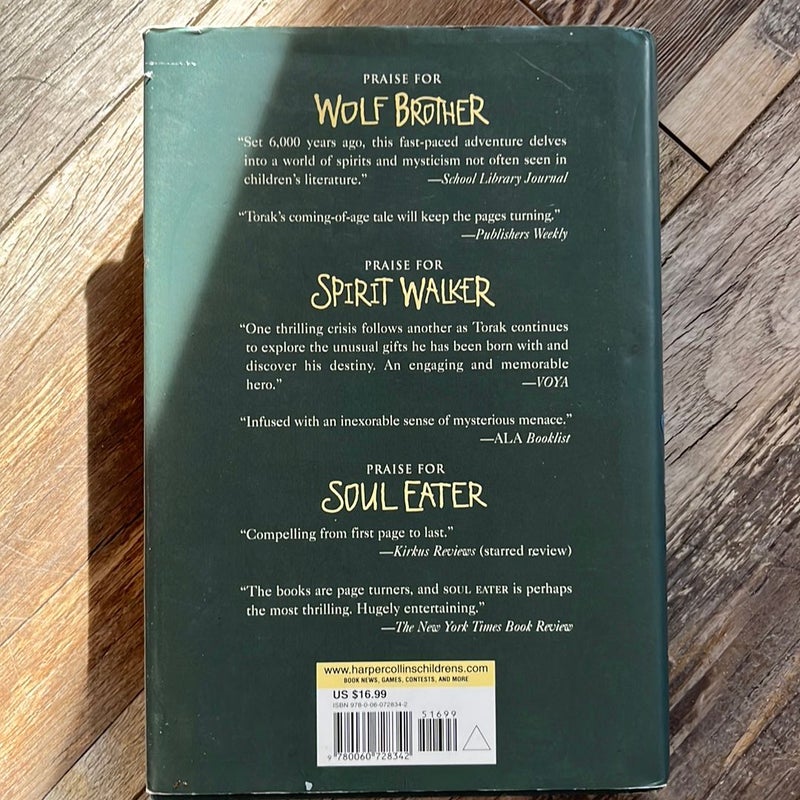 PRAISE FOR
WOLF BROTHER
“Set 6,000 years ago, this fast-paced adventure delves
into a world of spirits and mysticism not often seen in
children’s literature.” —School Library Journal
“Torak’s coming-of-age tale will keep the pages turning.”
—Publishers Weekly
PRAISE FOR
SPIRIT WALKER
“One thrilling crisis follows another as Torak continues
to explore the unusual gifts he has been born with and
discover his destiny. An engaging and memorable
hero.” —VOYA
“Infused with an inexorable sense of mysterious menace.”
—ALA Booklist
PRAISE FOR
SOUL EATER
“Compelling from first page to last.”
—Kirkus Reviews (starred review)
“The books are page turners, and SOUL EATER is perhaps
the most thrilling. Hugely entertaining.”
—The New York Times Book Review
www.harpercollinschildrens.com
BOOK NEWS, GAMES, CONTESTS, AND MORE
US $16.99
ISBN 978-0-06-072834-2
51699
9 780060 728342